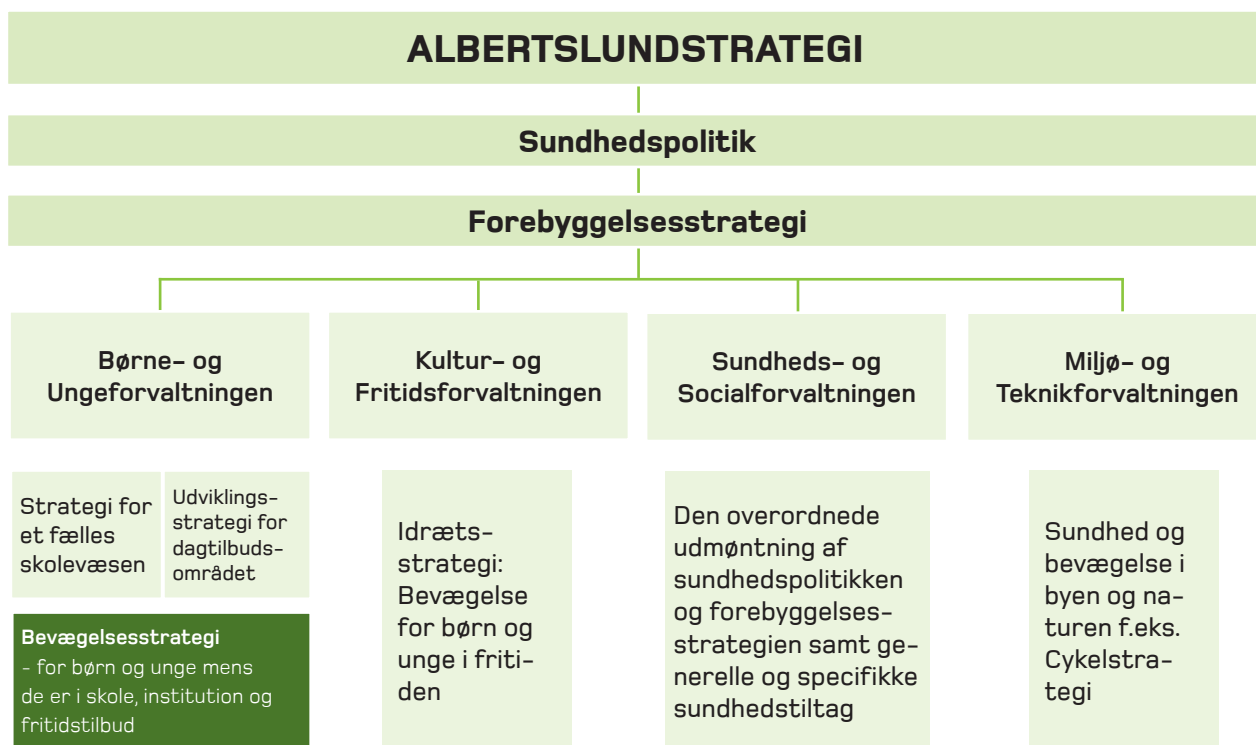 ALBERTSLUNDSTRATEGI
Sundhedspolitik
Forebyggelsesstrategi
Børne- og
Ungeforvaltningen
Kultur- og
Fritidsforvaltningen
Sundheds- og
Socialforvaltningen
Miljø- og
Teknikforvaltningen
Strategi for
et fælles
skolevæsen
Udviklings-
strategi for
dagtilbuds-
området
Bevægelsesstrategi
- for børn og unge mens
de er i skole, institution og
fritidstilbud
Idræts-
strategi:
Bevægelse
for børn og
unge i friti-
den
Den overordnede
udmøntning af
sundhedspolitikken
og forebyggelses-
strategien samt ge-
nerelle og specifikke
sundhedstiltag
Sundhed og
bevægelse i
byen og na-
turen f.eks.
Cykelstra-
tegi